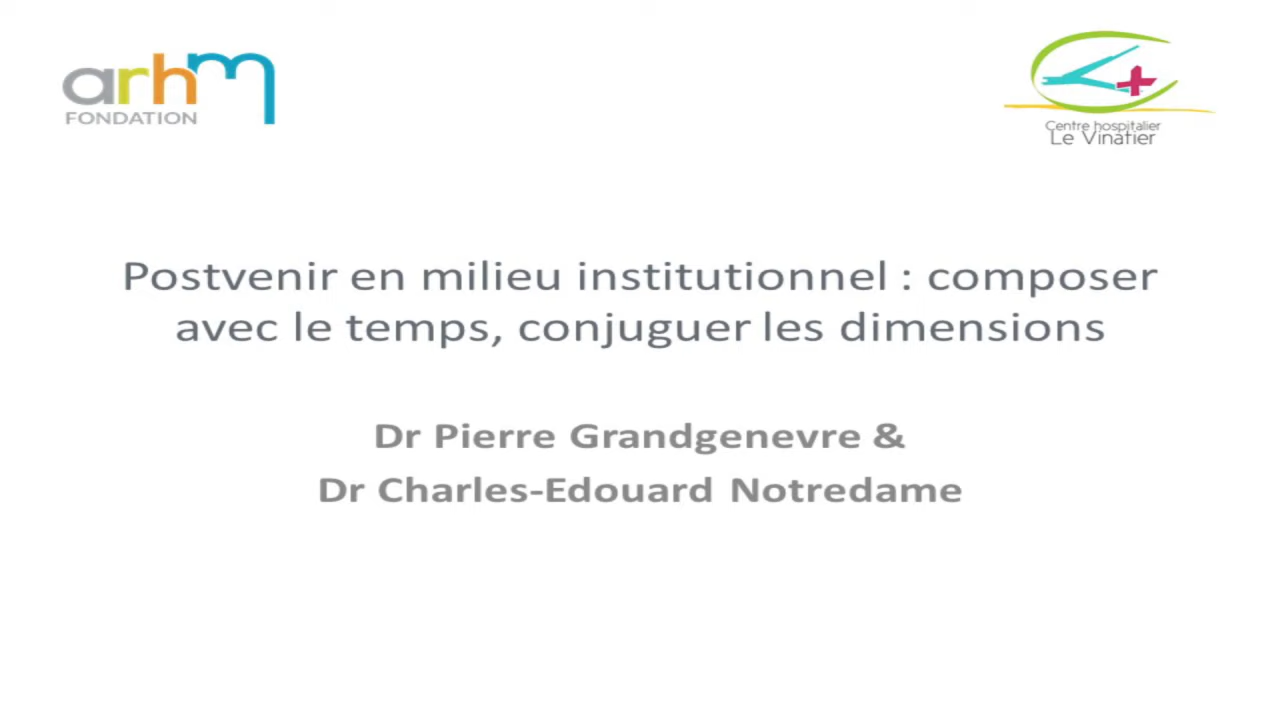 arhm
FONDATION
Centre hospitalier
Le Vinatier
Postvenir en milieu institutionnel : composer
avec le temps, conjuguer les dimensions
Dr Pierre Grandgenevre &
Dr Charles-Edouard Notredame